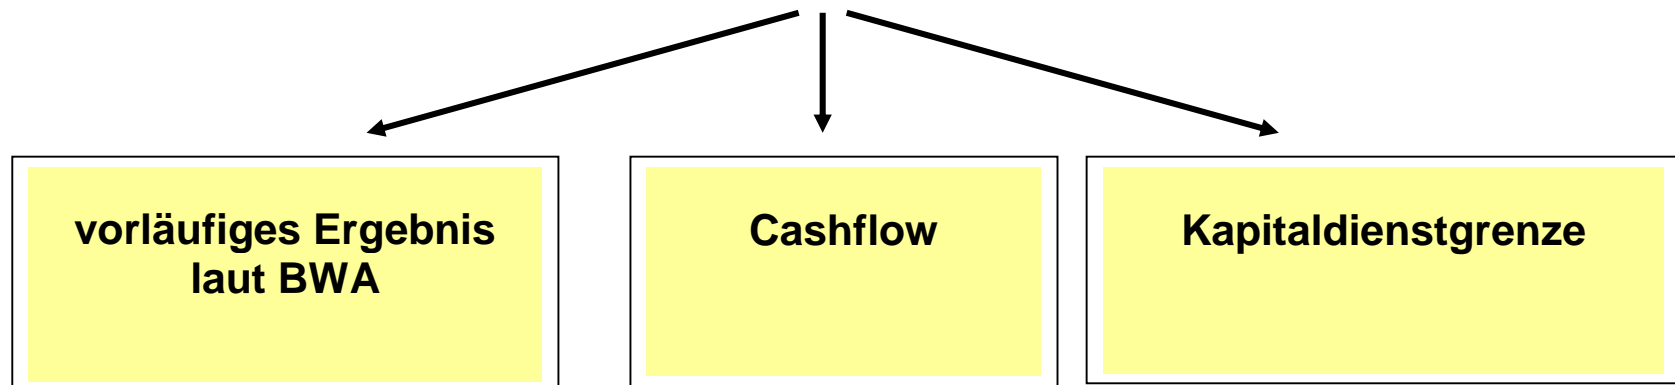 vorläufiges Ergebnis
laut BWA
Cashflow
Kapitaldienstgrenze